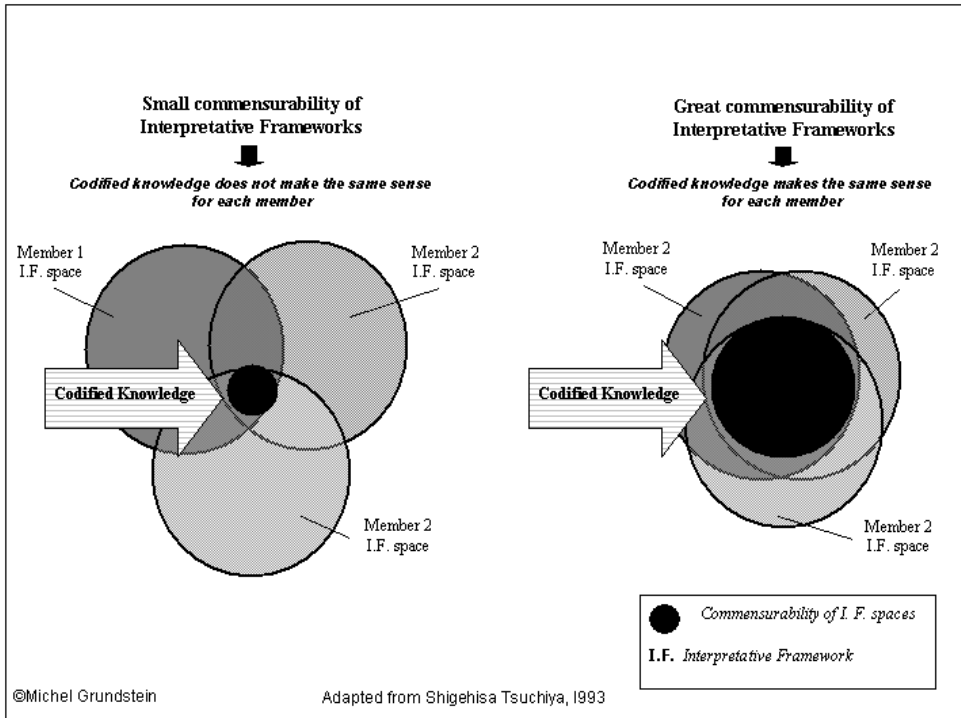 Small commensurability of
Interpretative Frameworks
Codified knowledge does not make the same sense
for each member
Member 1
I.F. space
Member 2
I.F. space
Codified Knowledge
Member 2
I.F. space
Great commensurability of
Interpretative Frameworks
Codified knowledge makes the same sense
for each member
Member 2
I.F. space
Member 2
I.F. space
Codified Knowledge
Member 2
I.F. space
Commensurability of I. F. spaces
I.F. Interpretative Framework
©Michel Grundstein
Adapted from Shigehisa Tsuchiya, l993